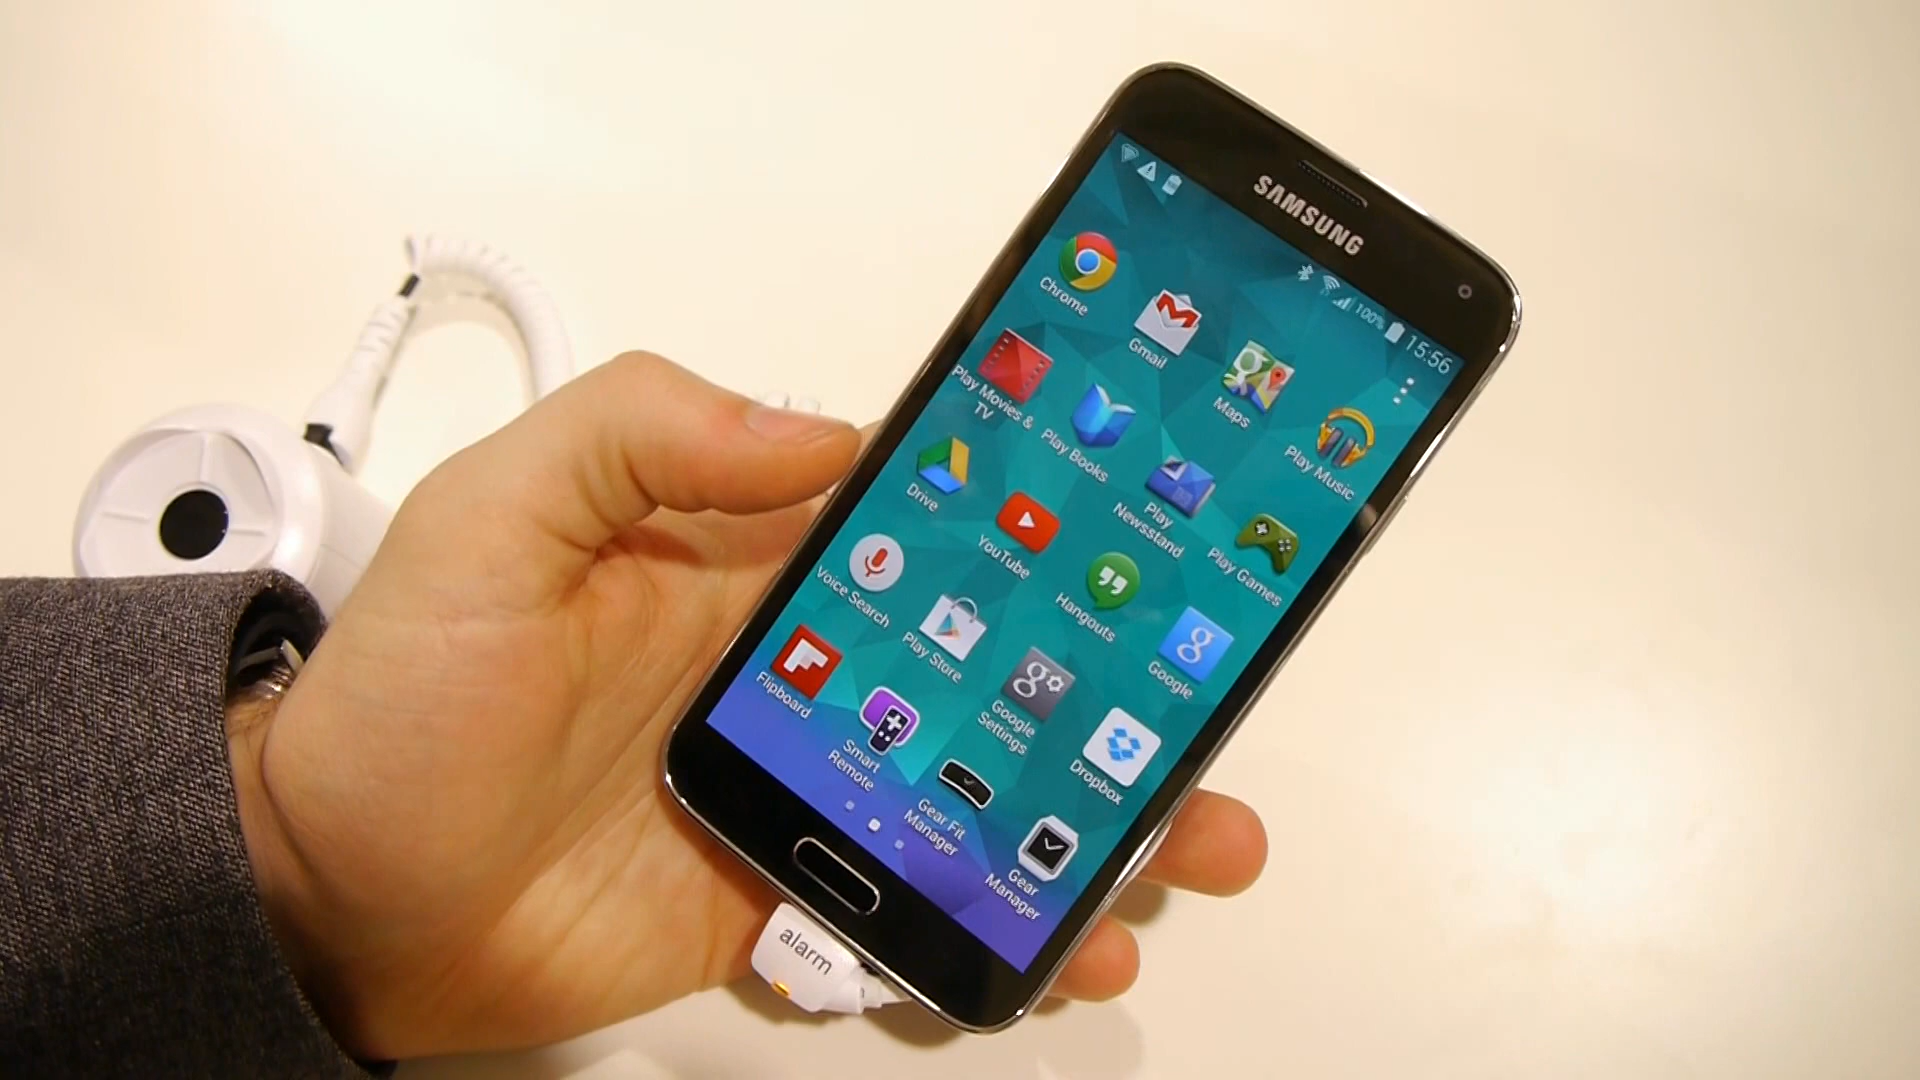 SAMSUNG
100% 15:56
Chrome
Gmail
Maps
Play Music
Play Movies &
TV
Play Books
Play
Newsstand
Play Games
Drive
YouTube
Hangouts
Google
Voice Search
Play Store
Google
Settings
Dropbox
Flipboard
Smart
Remote
Gear Fit
Manager
Gear
Manager
alarm